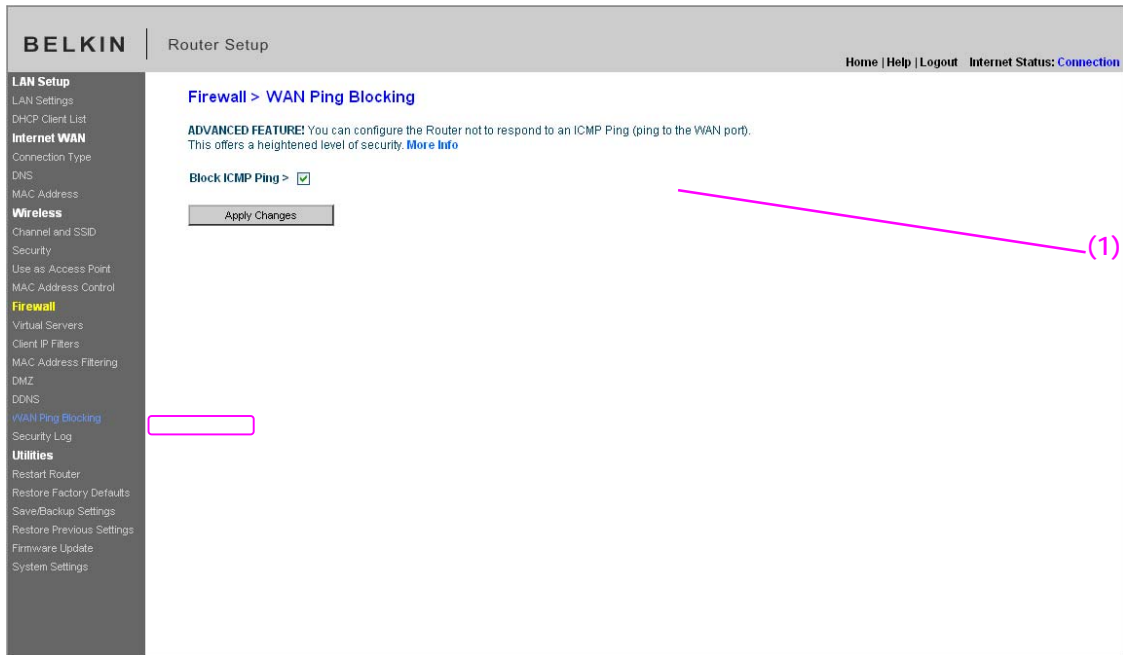 BELKIN Router Setup
Home | Help | Logout Internet Status: Connection
LAN Setup
LAN Settings
DHCP Client List
Internet WAN
Connection Type
DNS
MAC Address
Wireless
Channel and SSID
Security
Use as Access Point
MAC Address Control
Firewall
Virtual Servers
Client IP Filters
MAC Address Filtering
DMZ
DDNS
WAN Ping Blocking
Security Log
Utilities
Restart Router
Restore Factory Defaults
Save/Backup Settings
Restore Previous Settings
Firmware Update
System Settings
Firewall > WAN Ping Blocking
ADVANCED FEATURE! You can configure the Router not to respond to an ICMP Ping (ping to the WAN port).
This offers a heightened level of security. More Info
Block ICMP Ping >
Apply Changes
(1)